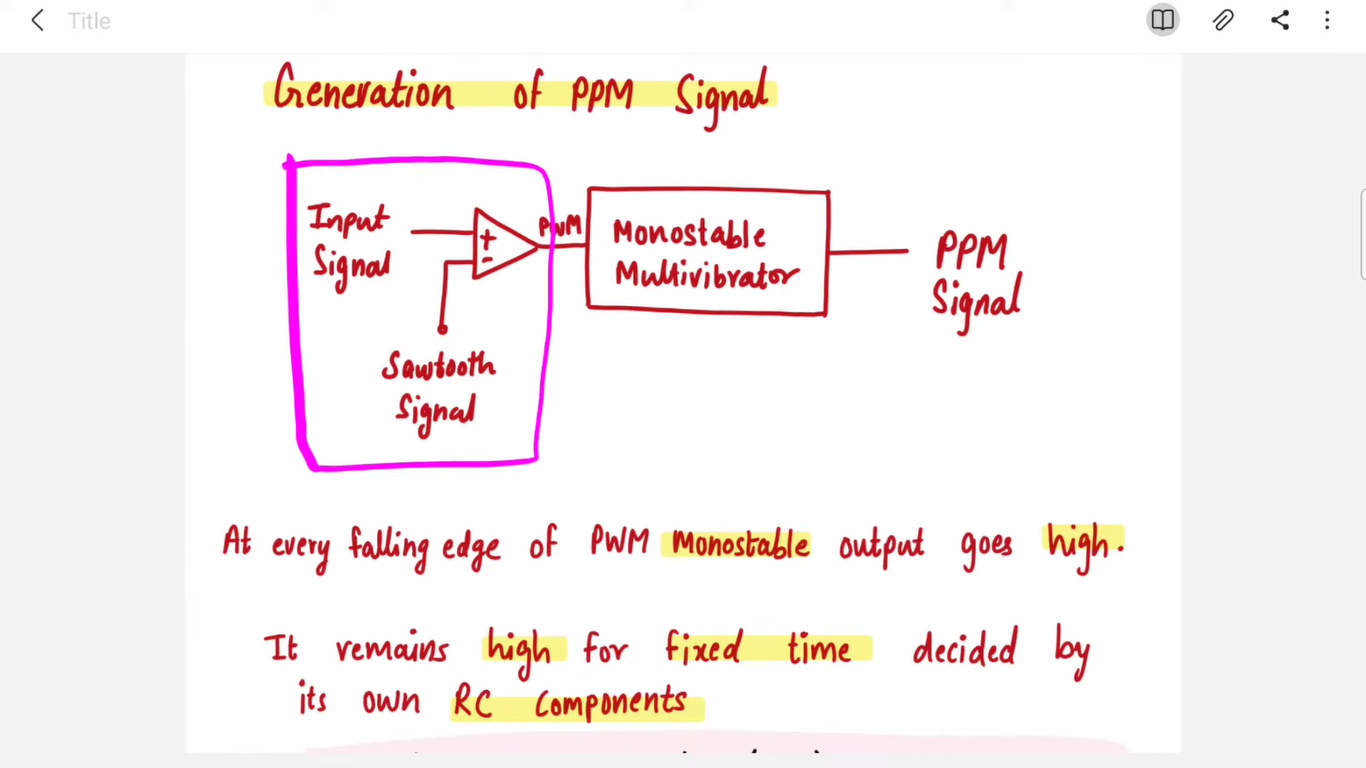 Title
Generation of PPM Signal
Input
Signal
+
-
PWM
Sawtooth
Signal
Monostable
Multivibrator
PPM
Signal
At every falling edge of PWM Monostable output goes high.
It remains high for fixed time decided by
its own RC Components